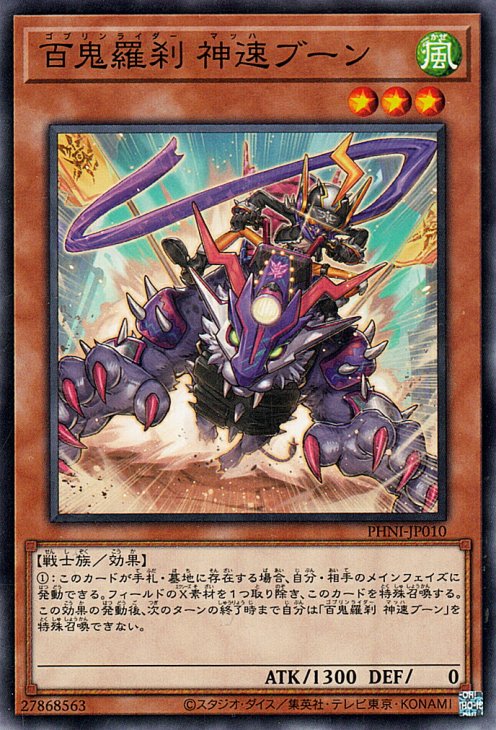 ゴブリンライダー マッハ
百鬼羅刹 神速ブーン
かぜ
風
PHNI-JP010
【戦士族/効果】
①:このカードが手札・墓地に存在する場合、自分・相手のメインフェイズに
発動できる。フィールドのX素材を1つ取り除き、このカードを特殊召喚する。
この効果の発動後、次のターンの終了時まで自分は「百鬼羅刹 神速ブーン」を
特殊召喚できない。
ATK/1300 DEF/ 0
27868563 ©スタジオ・ダイス/集英社・テレビ東京・KONAMI